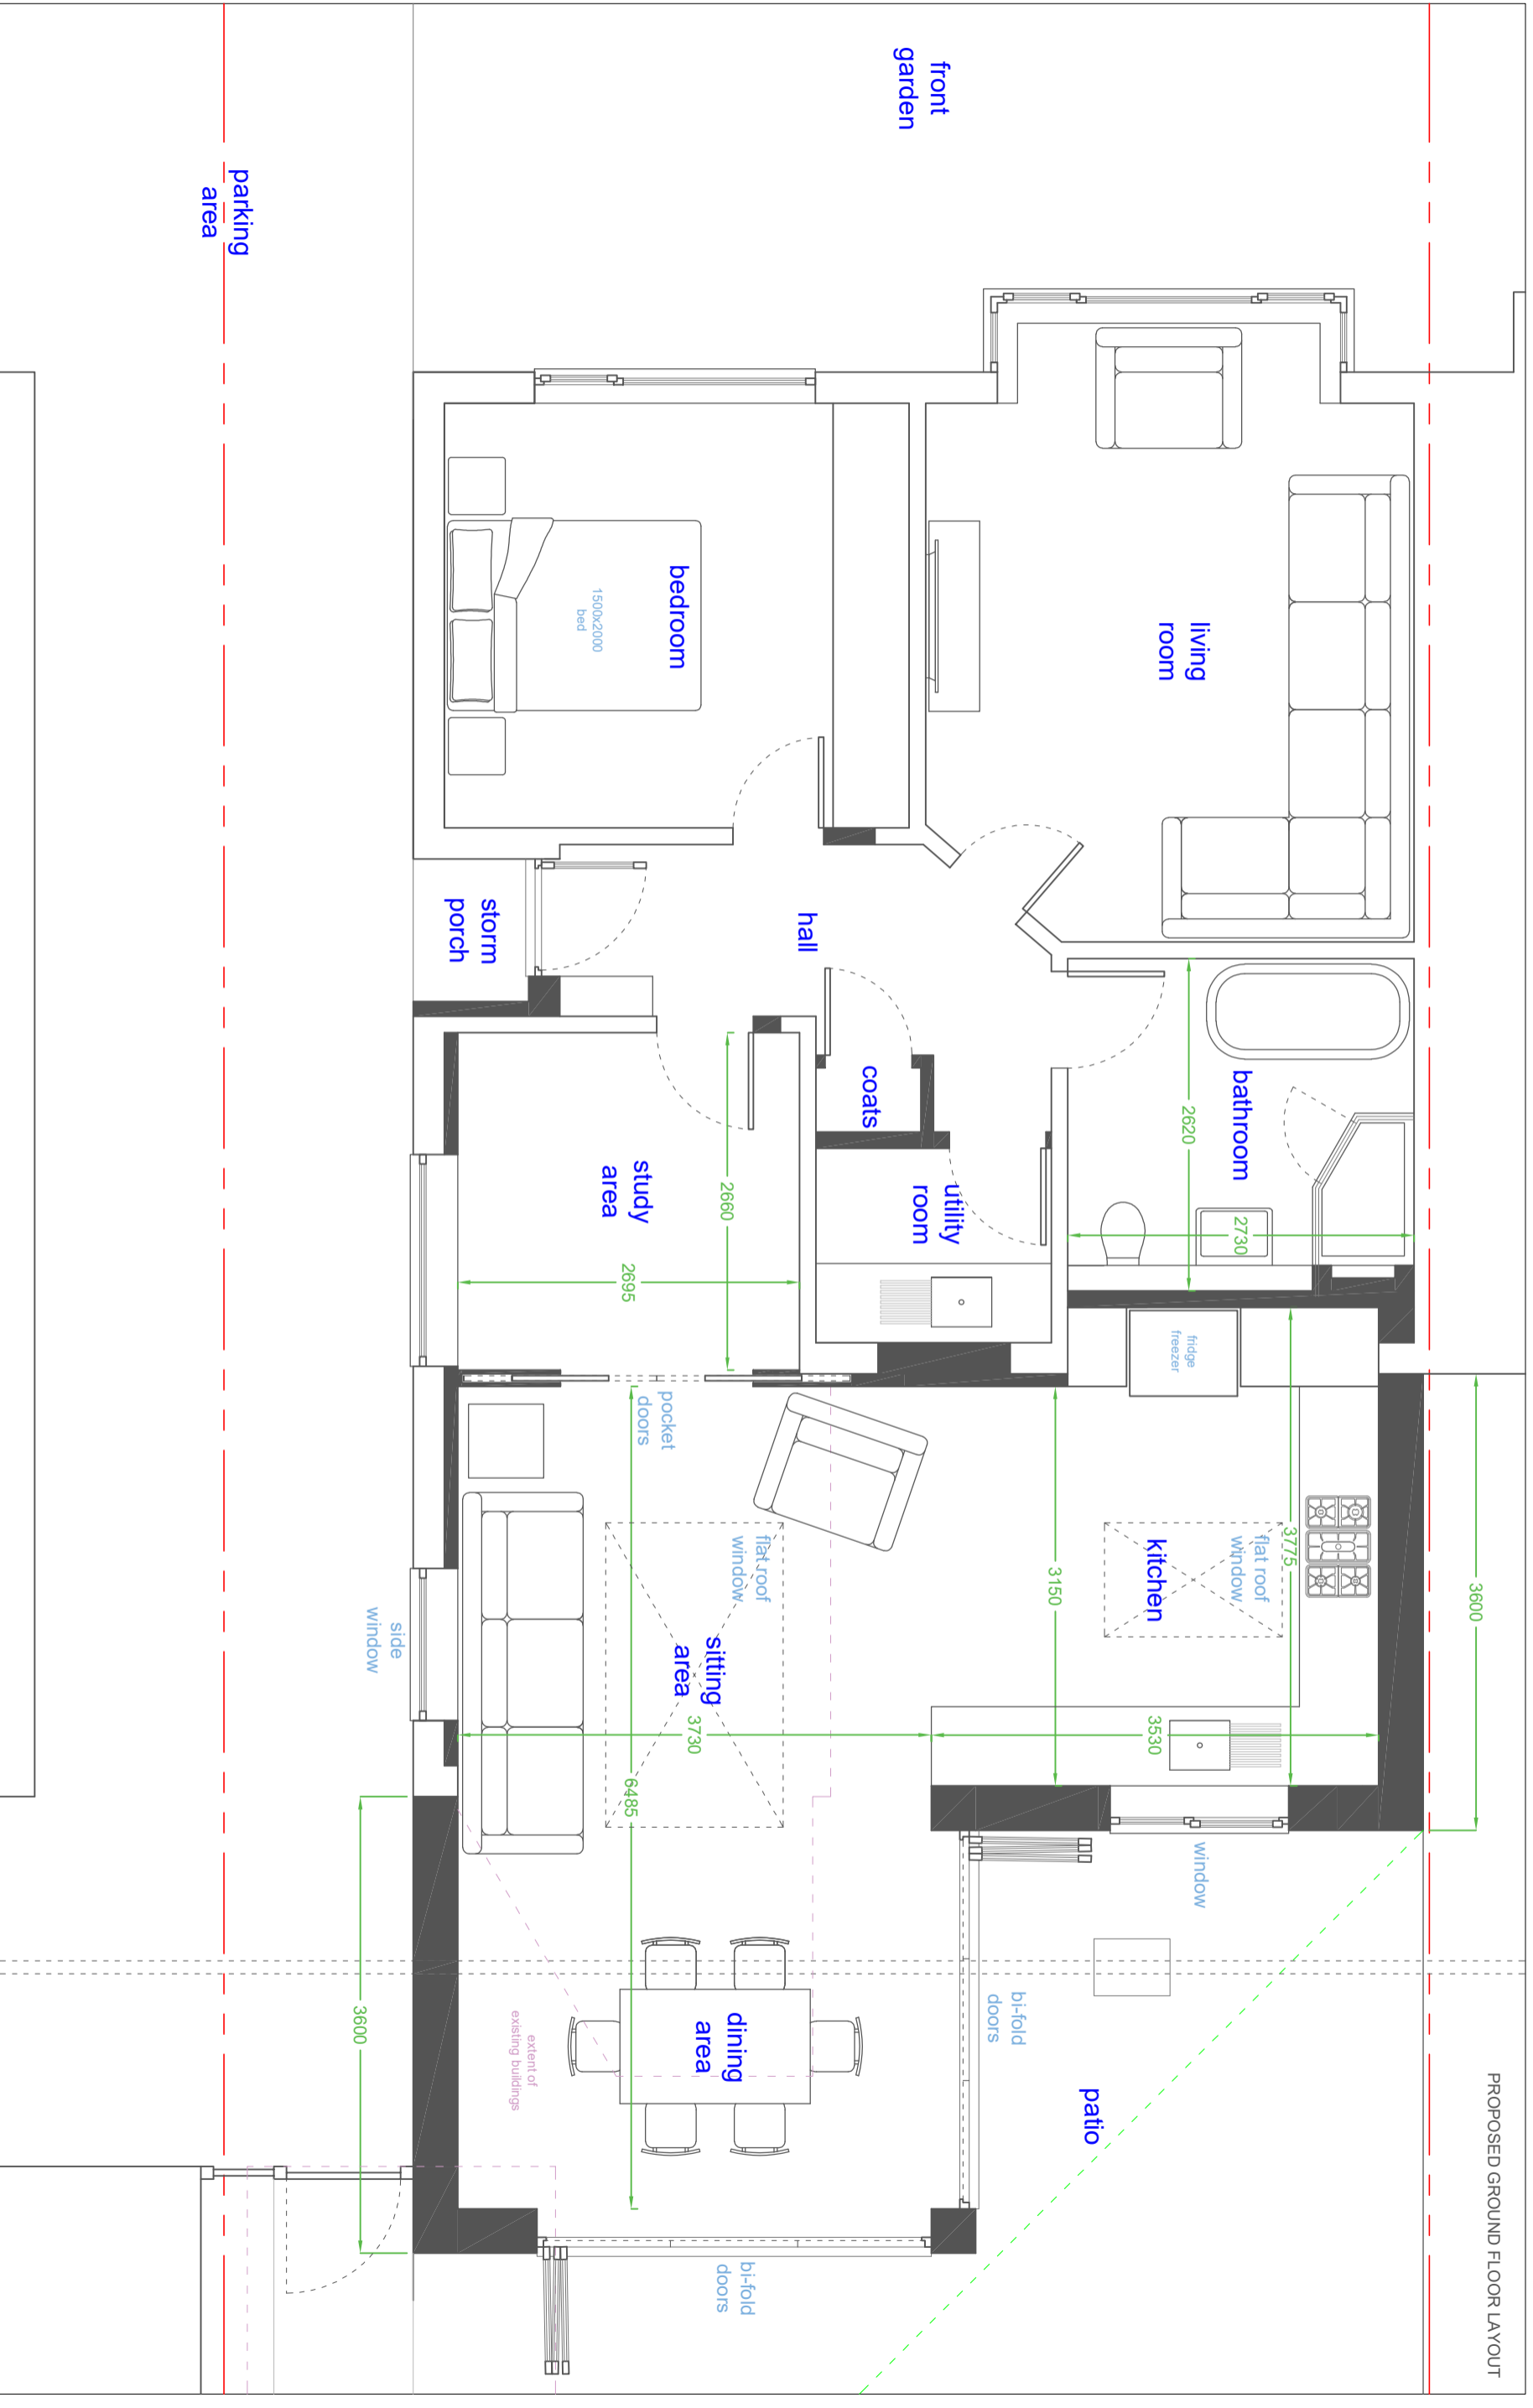 PROPOSED GROUND FLOOR LAYOUT
front
garden
parking
area
living
room
bedroom
1500x2000
bed
hall
storm
porch
coats
bathroom
2620
2730
utility
room
study
area
2660
2695
fridge
freezer
pocket
doors
flat roof
window
kitchen
flat roof
window
3775
3150
3600
3530
sitting
area
3730
6485
side
window
window
bi-fold
doors
dining
area
extent of
existing buildings
3600
patio
bi-fold
doors